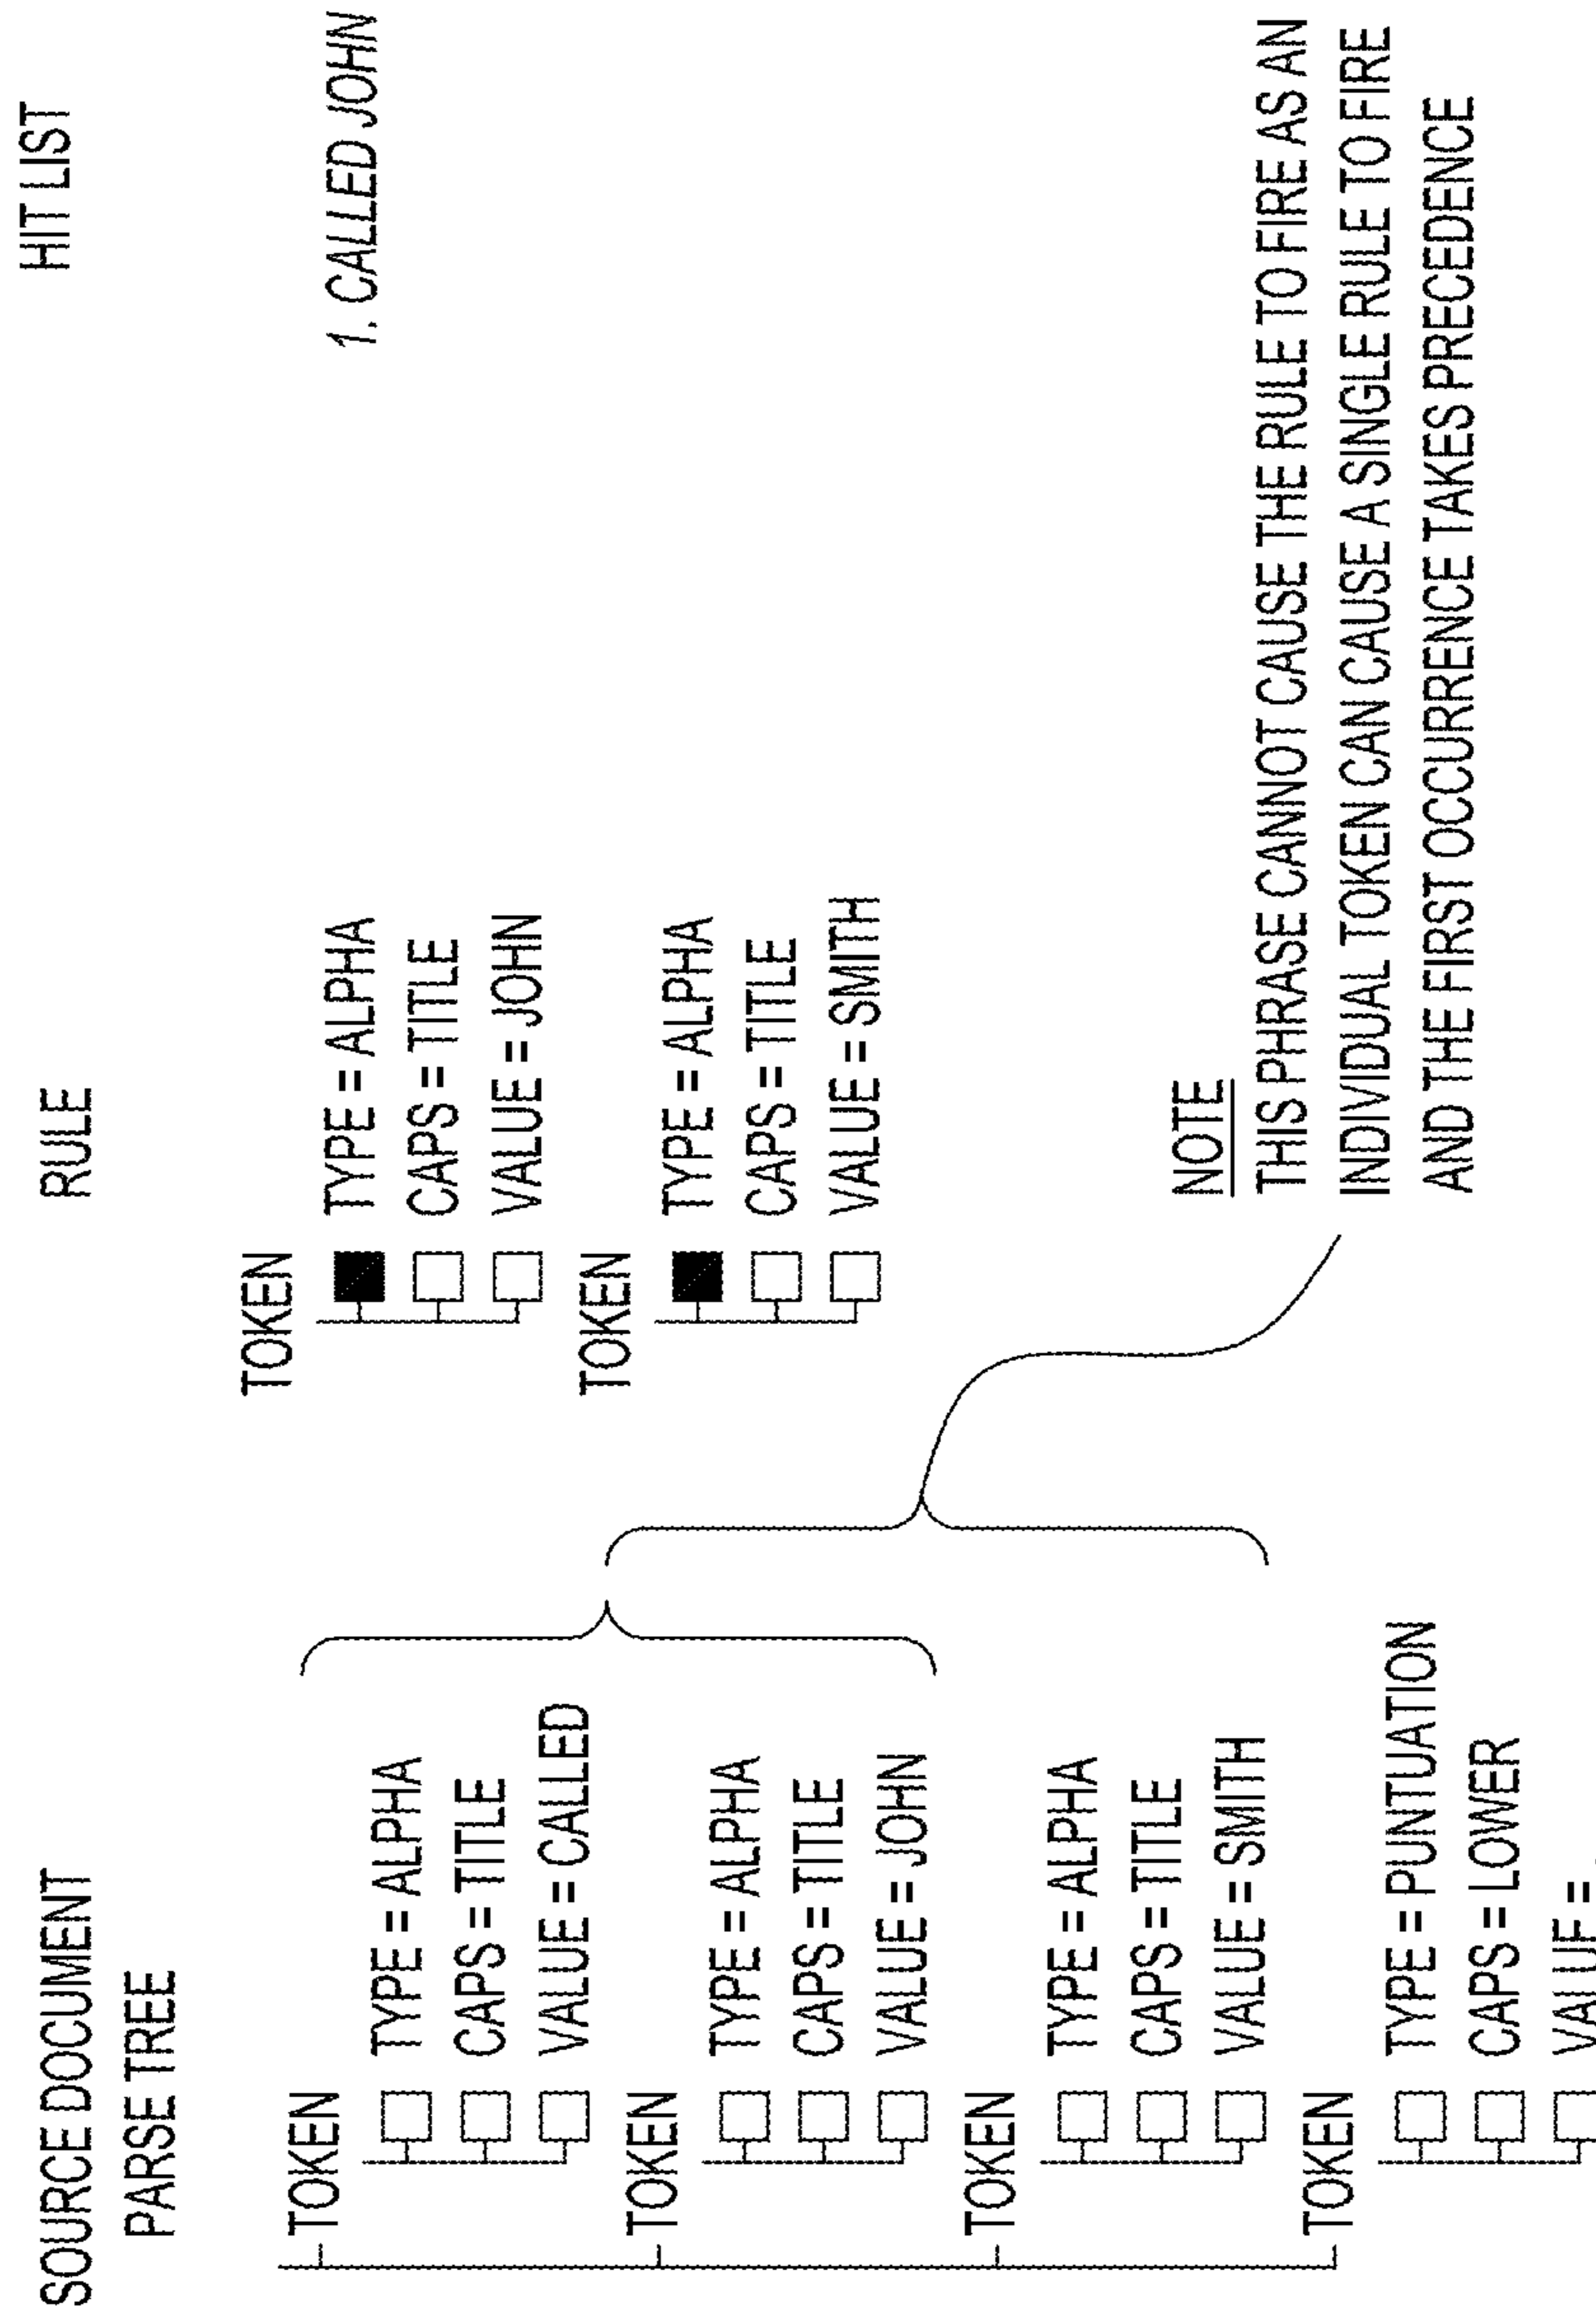 SOURCE DOCUMENT
PARSE TREE
TOKEN
TYPE = ALPHA
CAPS = TITLE
VALUE = CALLED
TOKEN
TYPE = ALPHA
CAPS = TITLE
VALUE = JOHN
TOKEN
TYPE = ALPHA
CAPS = TITLE
VALUE = SMITH
TOKEN
TYPE = PUNTUATION
CAPS = LOWER
VALUE =
RULE
TOKEN
TYPE = ALPHA
CAPS = TITLE
VALUE = JOHN
TOKEN
TYPE = ALPHA
CAPS = TITLE
VALUE = SMITH
HIT LIST
1. CALLED JOHN
NOTE
THIS PHRASE CANNOT CAUSE THE RULE TO FIRE AS AN
INDIVIDUAL TOKEN CAN CAUSE A SINGLE RULE TO FIRE
AND THE FIRST OCCURRENCE TAKES PRECEDENCE